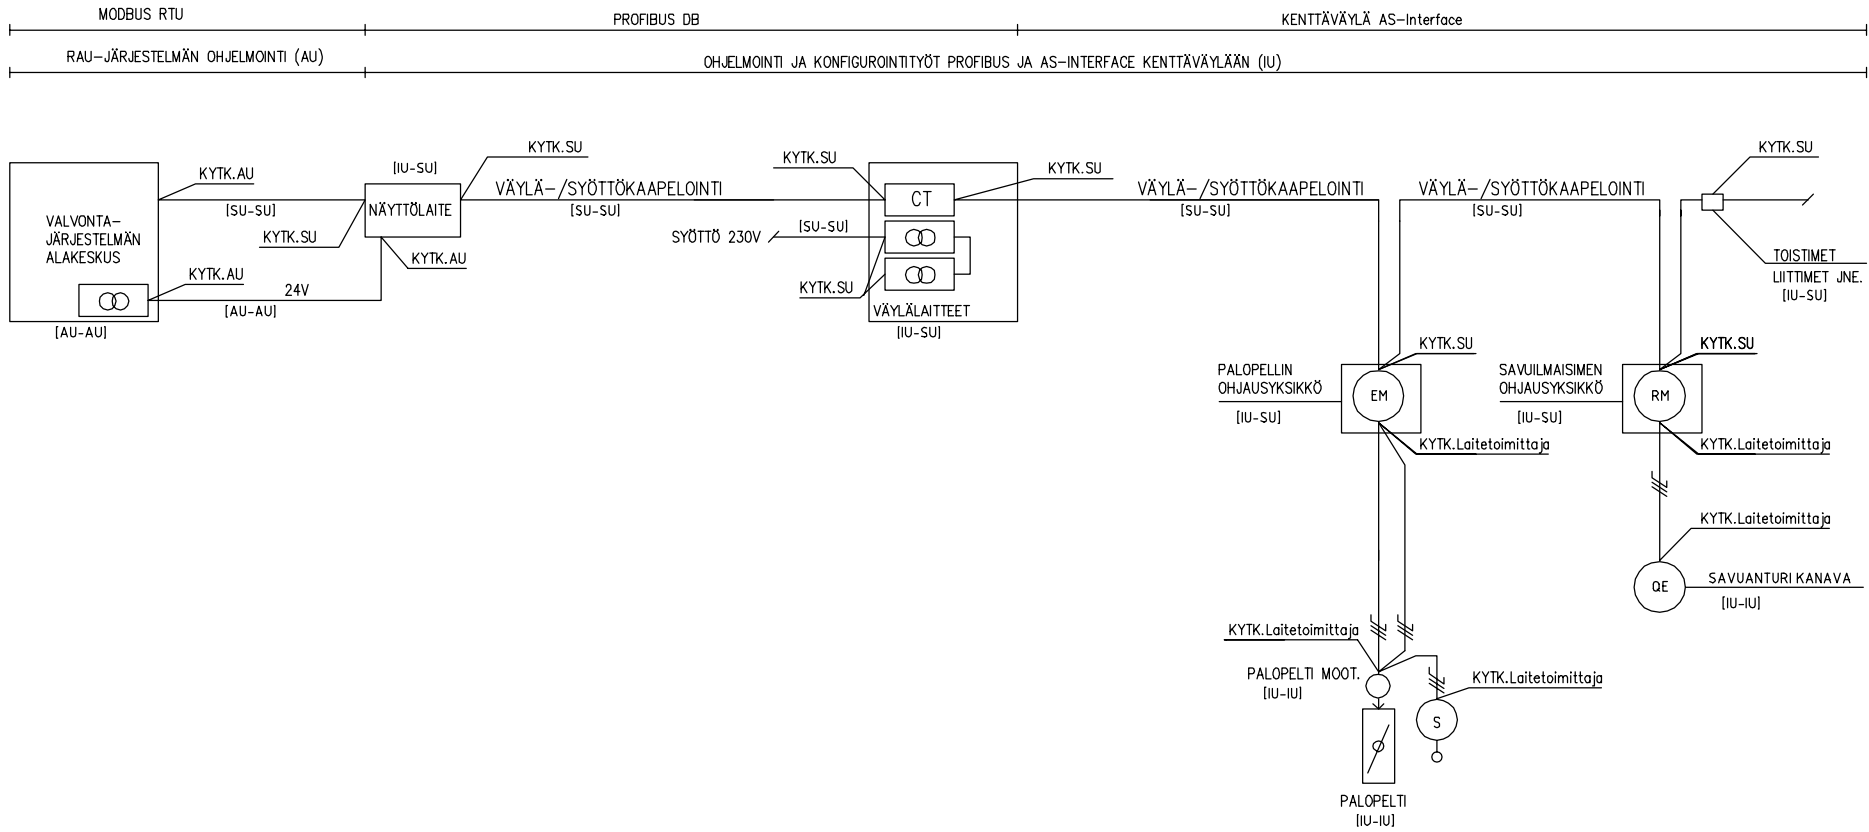 MODBUS RTU
PROFIBUS DB
KENTTÄVÄYLÄ AS-Interface
RAU-JÄRJESTELMÄN OHJELMOINTI (AU)
OHJELMOINTI JA KONFIGUROINTITYÖT PROFIBUS JA AS-INTERFACE KENTTÄVÄYLÄÄN (IU)
VALVONTA-
JÄRJESTELMÄN
ALAKESKUS
[AU-AU]
KYTK.AU
[SU-SU]
KYTK.SU
KYTK.AU
24V
[AU-AU]
[IU-SU]
NÄYTTÖLAITE
KYTK.AU
KYTK.SU
VÄYLÄ-/SYÖTTÖKAAPELOINTI
[SU-SU]
KYTK.SU
SYÖTTÖ 230V
[SU-SU]
KYTK.SU
CT
VÄYLÄLAITTEET
[IU-SU]
KYTK.SU
VÄYLÄ-/SYÖTTÖKAAPELOINTI
[SU-SU]
VÄYLÄ-/SYÖTTÖKAAPELOINTI
[SU-SU]
KYTK.SU
TOISTIMET
LIITTIMET JNE.
[IU-SU]
PALOPELLIN
OHJAUSYKSIKKÖ
[IU-SU]
EM
KYTK.SU
KYTK.Laitetoimittaja
SAVUILMAISIMEN
OHJAUSYKSIKKÖ
[IU-SU]
RM
KYTK.SU
KYTK.Laitetoimittaja
KYTK.Laitetoimittaja
QE
SAVUANTURI KANAVA
[IU-IU]
KYTK.Laitetoimittaja
PALOPELTI MOOT.
[IU-IU]
KYTK.Laitetoimittaja
S
PALOPELTI
[IU-IU]